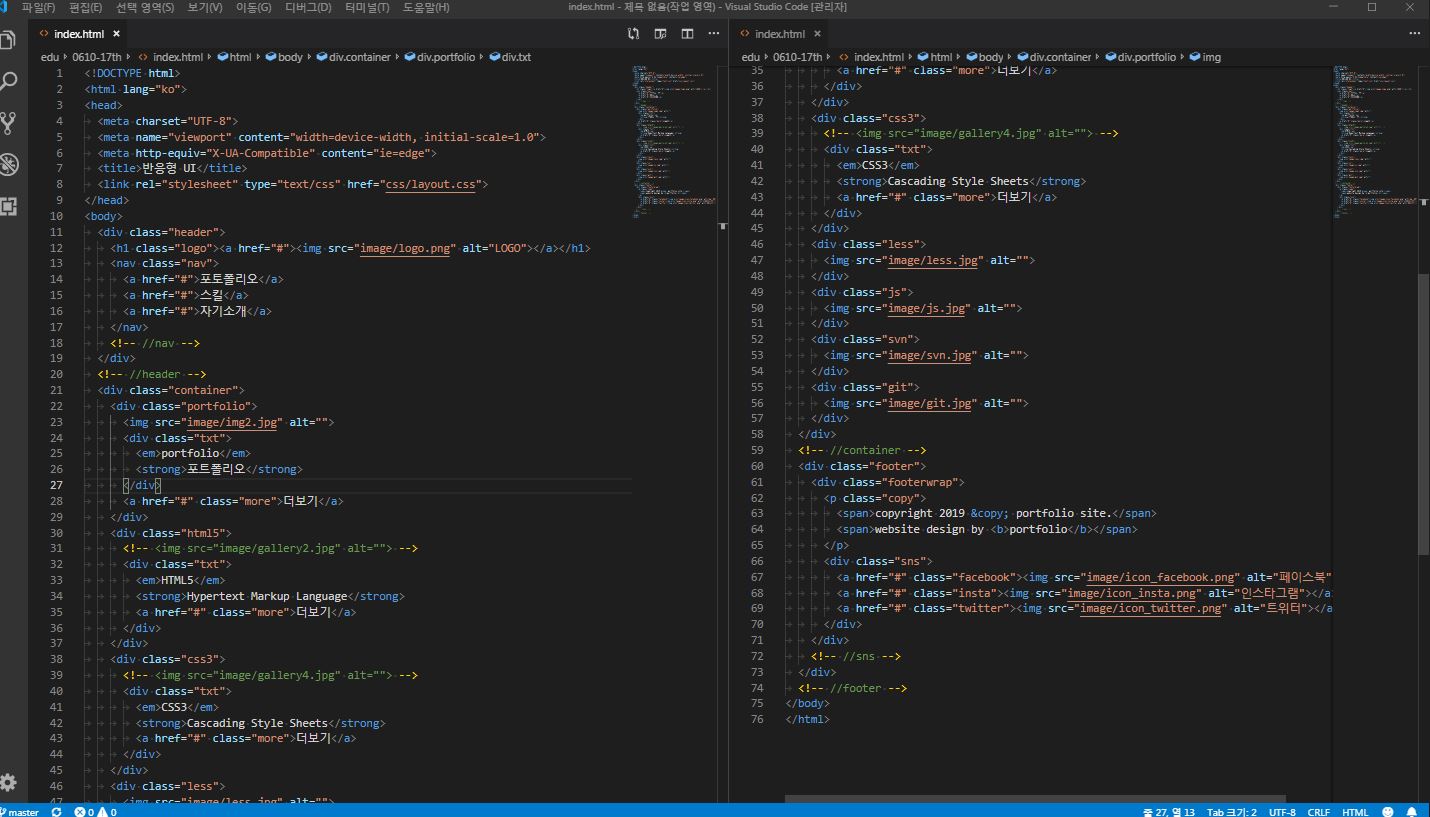 파일(F) 편집(E) 선택 영역(S) 보기(V) 이동(G) 디버그(D) 터미널(T) 도움말(H) index.html - 제목 없음(작업 영역) - Visual Studio Code [관리자]
index.html
edu > 0610-17th > index.html > html > body > div.container > div.portfolio > div.txt
1 <!DOCTYPE html>
2 <html lang="ko">
3 <head>
4 <meta charset="UTF-8">
5 <meta name="viewport" content="width=device-width, initial-scale=1.0">
6 <meta http-equiv="X-UA-Compatible" content="ie=edge">
7 <title>반응형 UI</title>
8 <link rel="stylesheet" type="text/css" href="css/layout.css">
9 </head>
10 <body>
11 <div class="header">
12 <h1 class="logo"><a href="#"><img src="image/logo.png" alt="LOGO"></a></h1>
13 <nav class="nav">
14 <a href="#">포토폴리오</a>
15 <a href="#">스킬</a>
16 <a href="#">자기소개</a>
17 </nav>
18 <!-- //nav -->
19 </div>
20 <!-- //header -->
21 <div class="container">
22 <div class="portfolio">
23 <img src="image/img2.jpg" alt="">
24 <div class="txt">
25 <em>portfolio</em>
26 <strong>포트폴리오</strong>
27 </div>
28 <a href="#" class="more">더보기</a>
29 </div>
30 <div class="html5">
31 <!-- <img src="image/gallery2.jpg" alt=""> -->
32 <div class="txt">
33 <em>HTML5</em>
34 <strong>Hypertext Markup Language</strong>
35 <a href="#" class="more">더보기</a>
36 </div>
37 </div>
38 <div class="css3">
39 <!-- <img src="image/gallery4.jpg" alt=""> -->
40 <div class="txt">
41 <em>CSS3</em>
42 <strong>Cascading Style Sheets</strong>
43 <a href="#" class="more">더보기</a>
44 </div>
45 </div>
46 <div class="less">
47 <img src="image/less.jpg" alt="">
index.html
edu > 0610-17th > index.html > html > body > div.container > div.portfolio > img
35 <a href="#" class="more">더보기</a>
36 </div>
37 </div>
38 <div class="css3">
39 <!-- <img src="image/gallery4.jpg" alt=""> -->
40 <div class="txt">
41 <em>CSS3</em>
42 <strong>Cascading Style Sheets</strong>
43 <a href="#" class="more">더보기</a>
44 </div>
45 </div>
46 <div class="less">
47 <img src="image/less.jpg" alt="">
48 </div>
49 <div class="js">
50 <img src="image/js.jpg" alt="">
51 </div>
52 <div class="svn">
53 <img src="image/svn.jpg" alt="">
54 </div>
55 <div class="git">
56 <img src="image/git.jpg" alt="">
57 </div>
58 </div>
59 <!-- //container -->
60 <div class="footer">
61 <div class="footerwrap">
62 <p class="copy">
63 <span>copyright 2019 &copy; portfolio site.</span>
64 <span>website design by <b>portfolio</b></span>
65 </p>
66 <div class="sns">
67 <a href="#" class="facebook"><img src="image/icon_facebook.png" alt="페이스북"
68 <a href="#" class="insta"><img src="image/icon_insta.png" alt="인스타그램"></a
69 <a href="#" class="twitter"><img src="image/icon_twitter.png" alt="트위터"></a
70 </div>
71 </div>
72 <!-- //sns -->
73 </div>
74 <!-- //footer -->
75 </body>
76 </html>
master 0 0 줄 27, 열 13 Tab 크기: 2 UTF-8 CRLF HTML